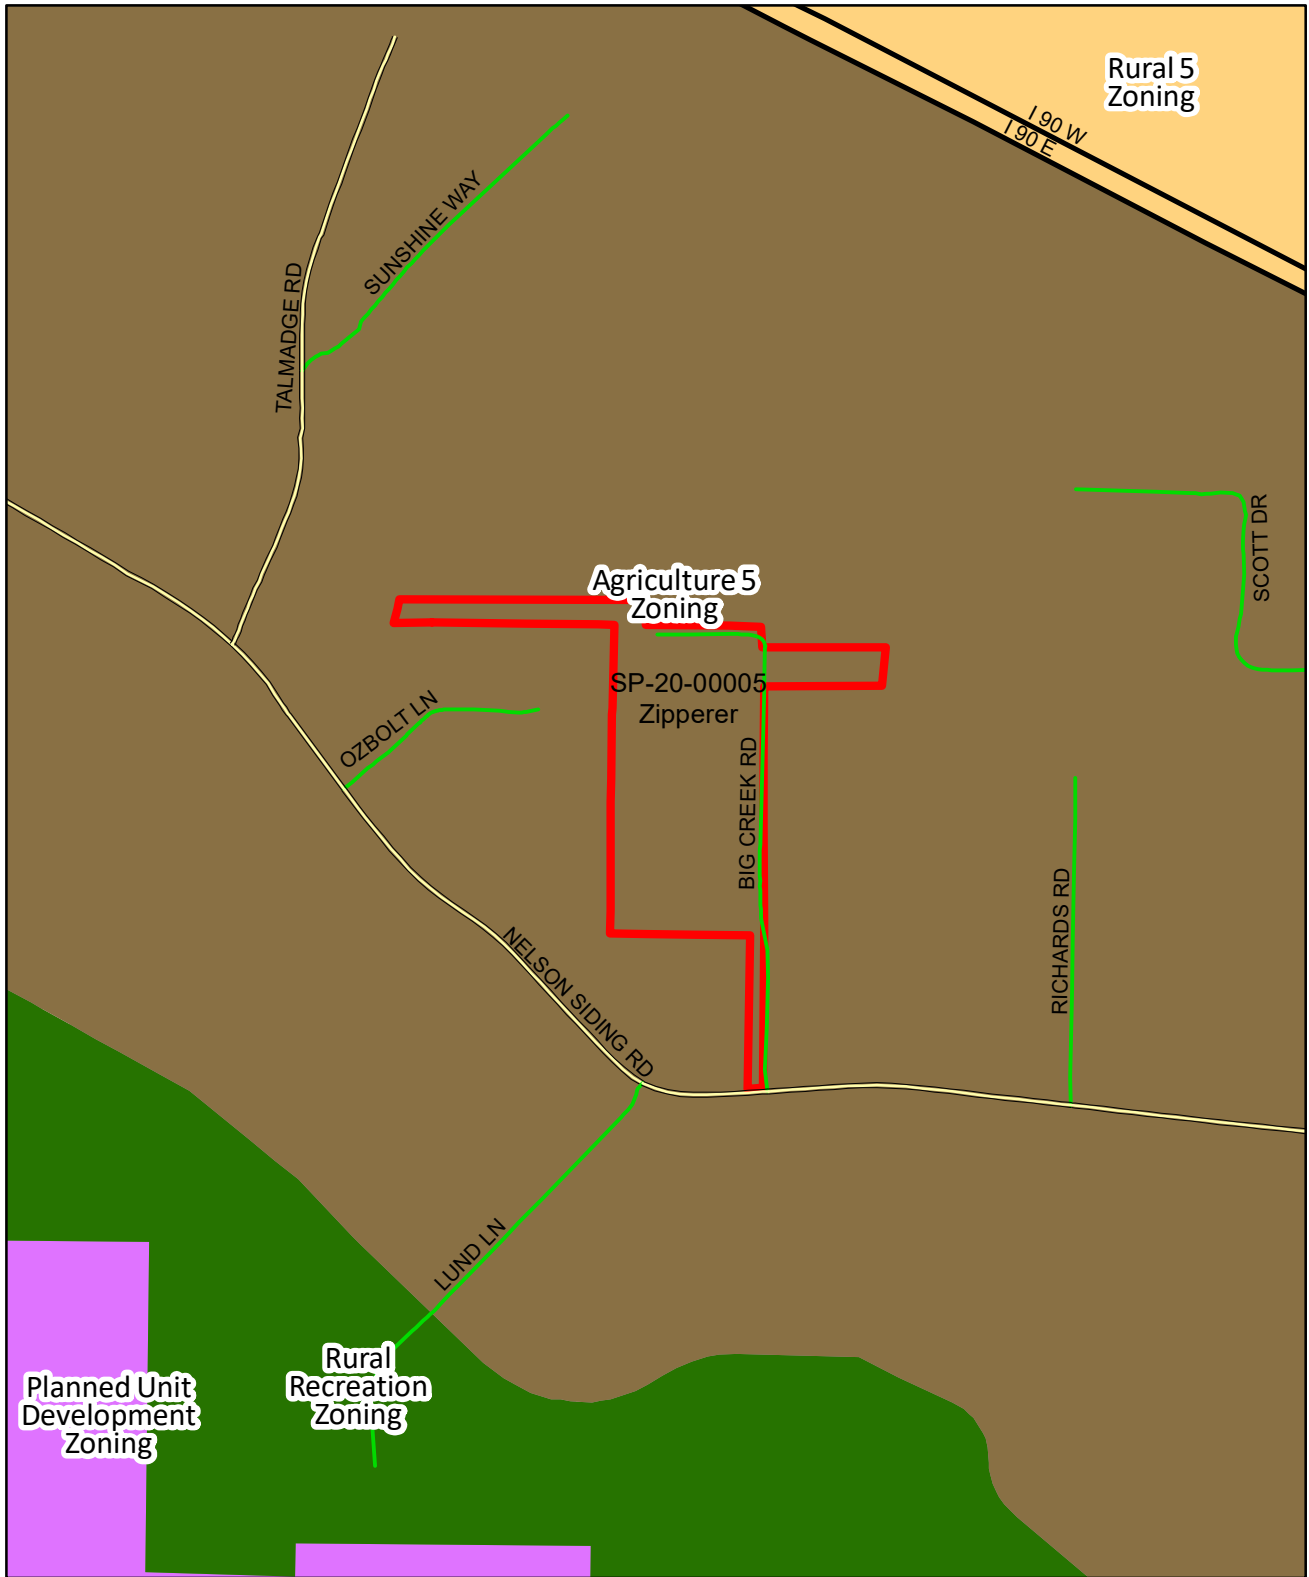 Rural 5
Zoning
I 90 W
I 90 E
SUNSHINE WAY
TALMADGE RD
SCOTT DR
Agriculture 5
Zoning
SP-20-00005
Zipperer
OZBOLT LN
BIG CREEK RD
RICHARDS RD
NELSON SIDING RD
LUND LN
Rural
Recreation
Zoning
Planned Unit
Development
Zoning